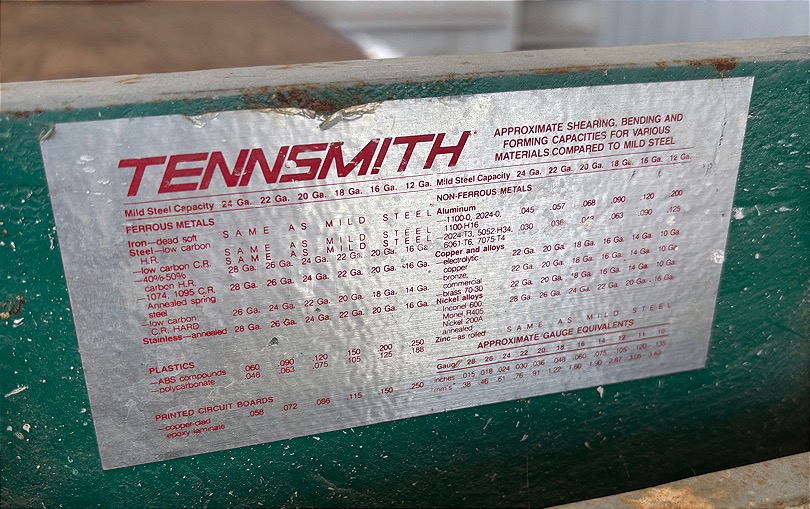 TENNSMITH
APPROXIMATE SHEARING, BENDING AND
FORMING CAPACITIES FOR VARIOUS
MATERIALS COMPARED TO MILD STEEL
Mild Steel Capacity 24 Ga. 22 Ga. 20 Ga. 18 Ga. 16 Ga. 12 Ga.
FERROUS METALS
Iron—dead soft SAME AS MILD STEEL
Steel—low carbon SAME AS MILD STEEL
H.R. SAME AS MILD STEEL
—low carbon C.R. 28 Ga. 26 Ga. 24 Ga. 22 Ga. 20 Ga. 16 Ga.
—40%-50%
carbon H.R. 28 Ga. 26 Ga. 24 Ga. 22 Ga. 20 Ga. 16 Ga.
—1074, 1095 C.R.
Annealed spring
steel
—low carbon 26 Ga. 24 Ga. 22 Ga. 20 Ga. 18 Ga. 14 Ga.
C.R. HARD
Stainless—annealed 28 Ga. 26 Ga. 24 Ga. 22 Ga. 20 Ga. 16 Ga.
PLASTICS
—ABS compounds .060 .090 .120 .150 .200 .250
—polycarbonate .048 .063 .075 .105 .125 .188
PRINTED CIRCUIT BOARDS
—copper-clad .058 .072 .086 .115 .150 .250
epoxy laminate
Mild Steel Capacity 24 Ga. 22 Ga. 20 Ga. 18 Ga. 16 Ga. 12 Ga.
NON-FERROUS METALS
Aluminum
—1100-0, 2024-0, .045 .057 .068 .090 .120 .200
1100-H16
—2024-T3, 5052-H34, .030 .036 .063 .090 .125
6061-T6, 7075-T4
Copper and alloys
—electrolytic 22 Ga. 20 Ga. 18 Ga. 16 Ga. 14 Ga. 10 Ga.
copper
—bronze, 22 Ga. 20 Ga. 18 Ga. 16 Ga. 14 Ga. 10 Ga.
commercial
brass 70-30 22 Ga. 20 Ga. 18 Ga. 16 Ga. 14 Ga. 10 Ga.
Nickel alloys
Inconel 600, 28 Ga. 26 Ga. 24 Ga. 22 Ga. 20 Ga. 16 Ga.
Monel R405
Nickel 200A
annealed
Zinc—as rolled SAME AS MILD STEEL
APPROXIMATE GAUGE EQUIVALENTS
Gauge 28 26 24 22 20 18 16 14 12 11 10
inches .015 .018 .024 .030 .036 .048 .060 .075 .105 .120 .135
mm's .38 .46 .61 .76 .91 1.22 1.60 1.90 2.67 3.05 3.43